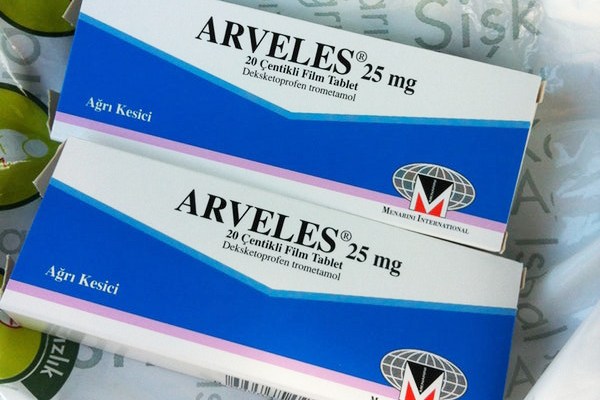 ARVELES® 25 mg
20 Çentikli Film Tablet
Deksketoprofen trometamol
Ağrı Kesici
M
MENARINI INTERNATIONAL
ARVELES® 25 mg
20 Çentikli Film Tablet
Deksketoprofen trometamol
Ağrı Kesici
M